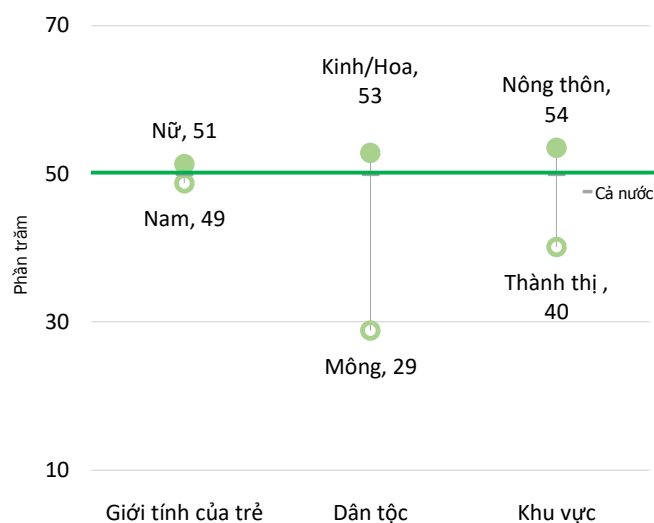 70
Kinh/Hoa,
53
Nông thôn,
54
Nữ, 51
50
Cả nước
Nam, 49
Phần trăm
Thành thị ,
40
30
Mông, 29
10
Giới tính của trẻ
Dân tộc
Khu vực